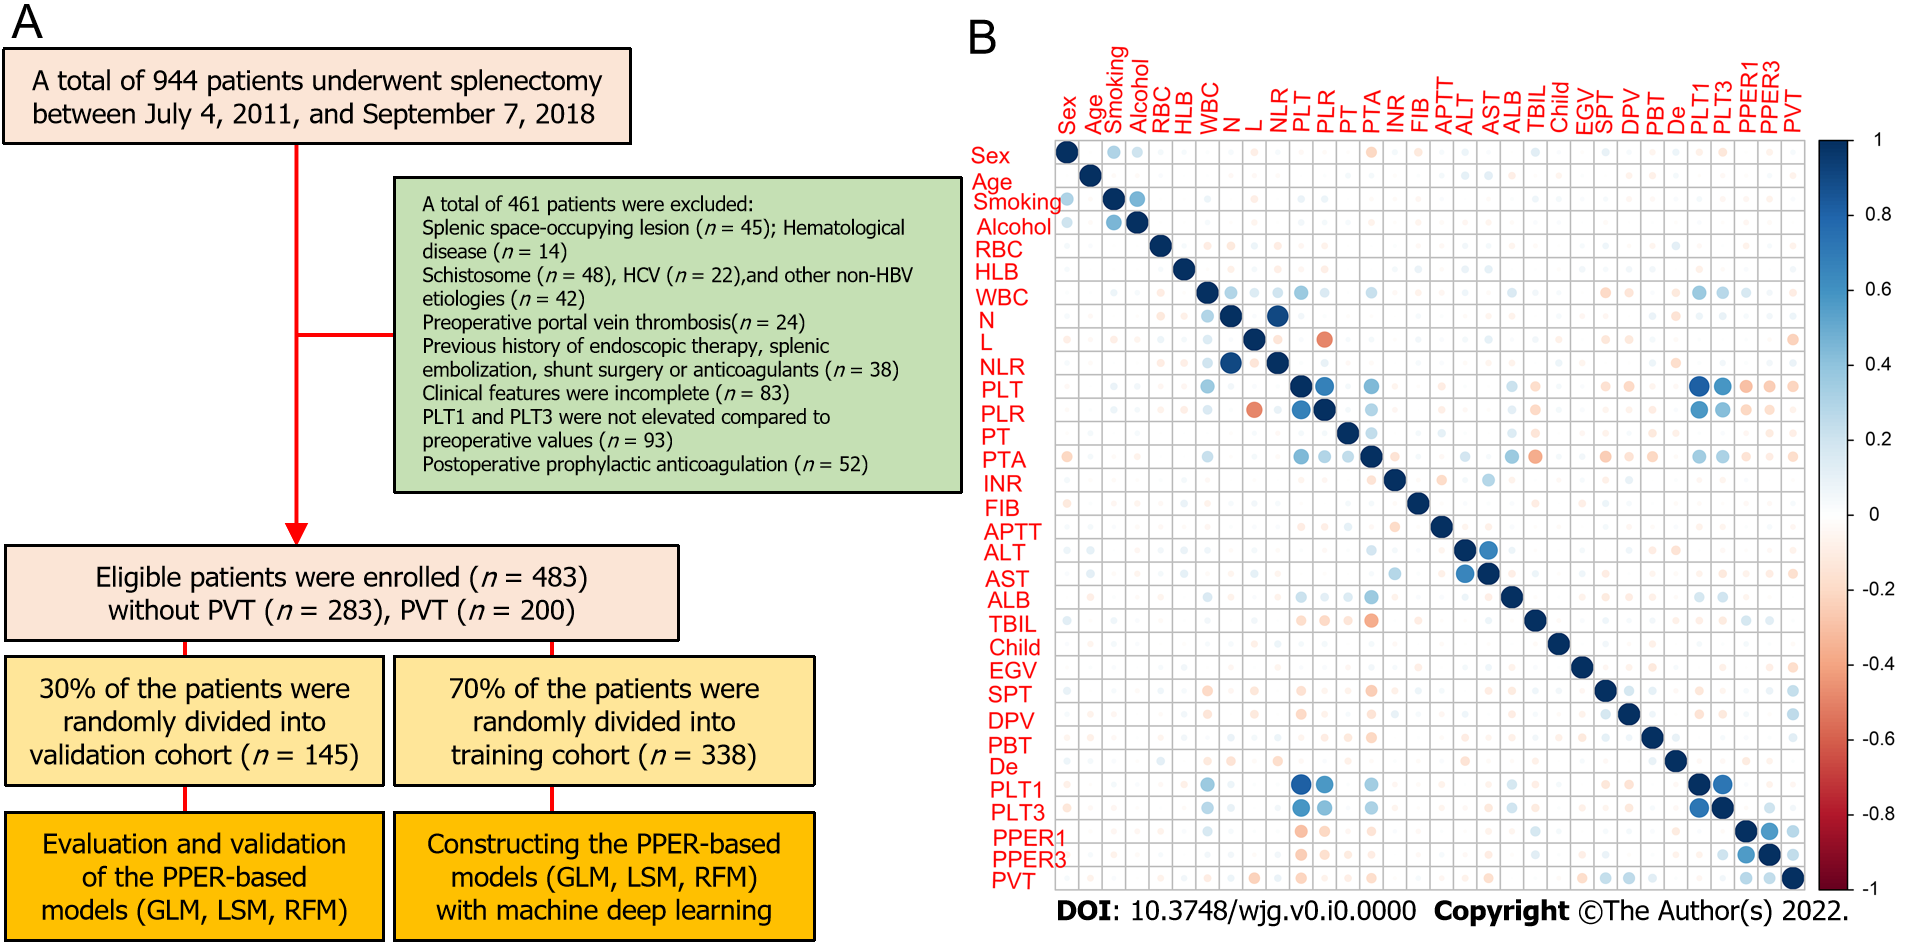 A
A total of 944 patients underwent splenectomy
between July 4, 2011, and September 7, 2018
A total of 461 patients were excluded:
Splenic space-occupying lesion (n = 45); Hematological
disease (n = 14)
Schistosome (n = 48), HCV (n = 22),and other non-HBV
etiologies (n = 42)
Preoperative portal vein thrombosis(n = 24)
Previous history of endoscopic therapy, splenic
embolization, shunt surgery or anticoagulants (n = 38)
Clinical features were incomplete (n = 83)
PLT1 and PLT3 were not elevated compared to
preoperative values (n = 93)
Postoperative prophylactic anticoagulation (n = 52)
Eligible patients were enrolled (n = 483)
without PVT (n = 283), PVT (n = 200)
30% of the patients were
randomly divided into
validation cohort (n = 145)
70% of the patients were
randomly divided into
training cohort (n = 338)
Evaluation and validation
of the PPER-based
models (GLM, LSM, RFM)
Constructing the PPER-based
models (GLM, LSM, RFM)
with machine deep learning
B
Sex Age Smoking Alcohol RBC HLB WBC N L NLR PLT PLR PT PTA INR FIB APTT ALT AST ALB TBIL Child EGV SPT DPV PBT De PLT1 PLT3 PPER1 PPER3 PVT
Sex
Age
Smoking
Alcohol
RBC
HLB
WBC
N
L
NLR
PLT
PLR
PT
PTA
INR
FIB
APTT
ALT
AST
ALB
TBIL
Child
EGV
SPT
DPV
PBT
De
PLT1
PLT3
PPER1
PPER3
PVT
1
0.8
0.6
0.4
0.2
0
-0.2
-0.4
-0.6
-0.8
-1
DOI: 10.3748/wjg.v0.i0.0000 Copyright ©The Author(s) 2022.